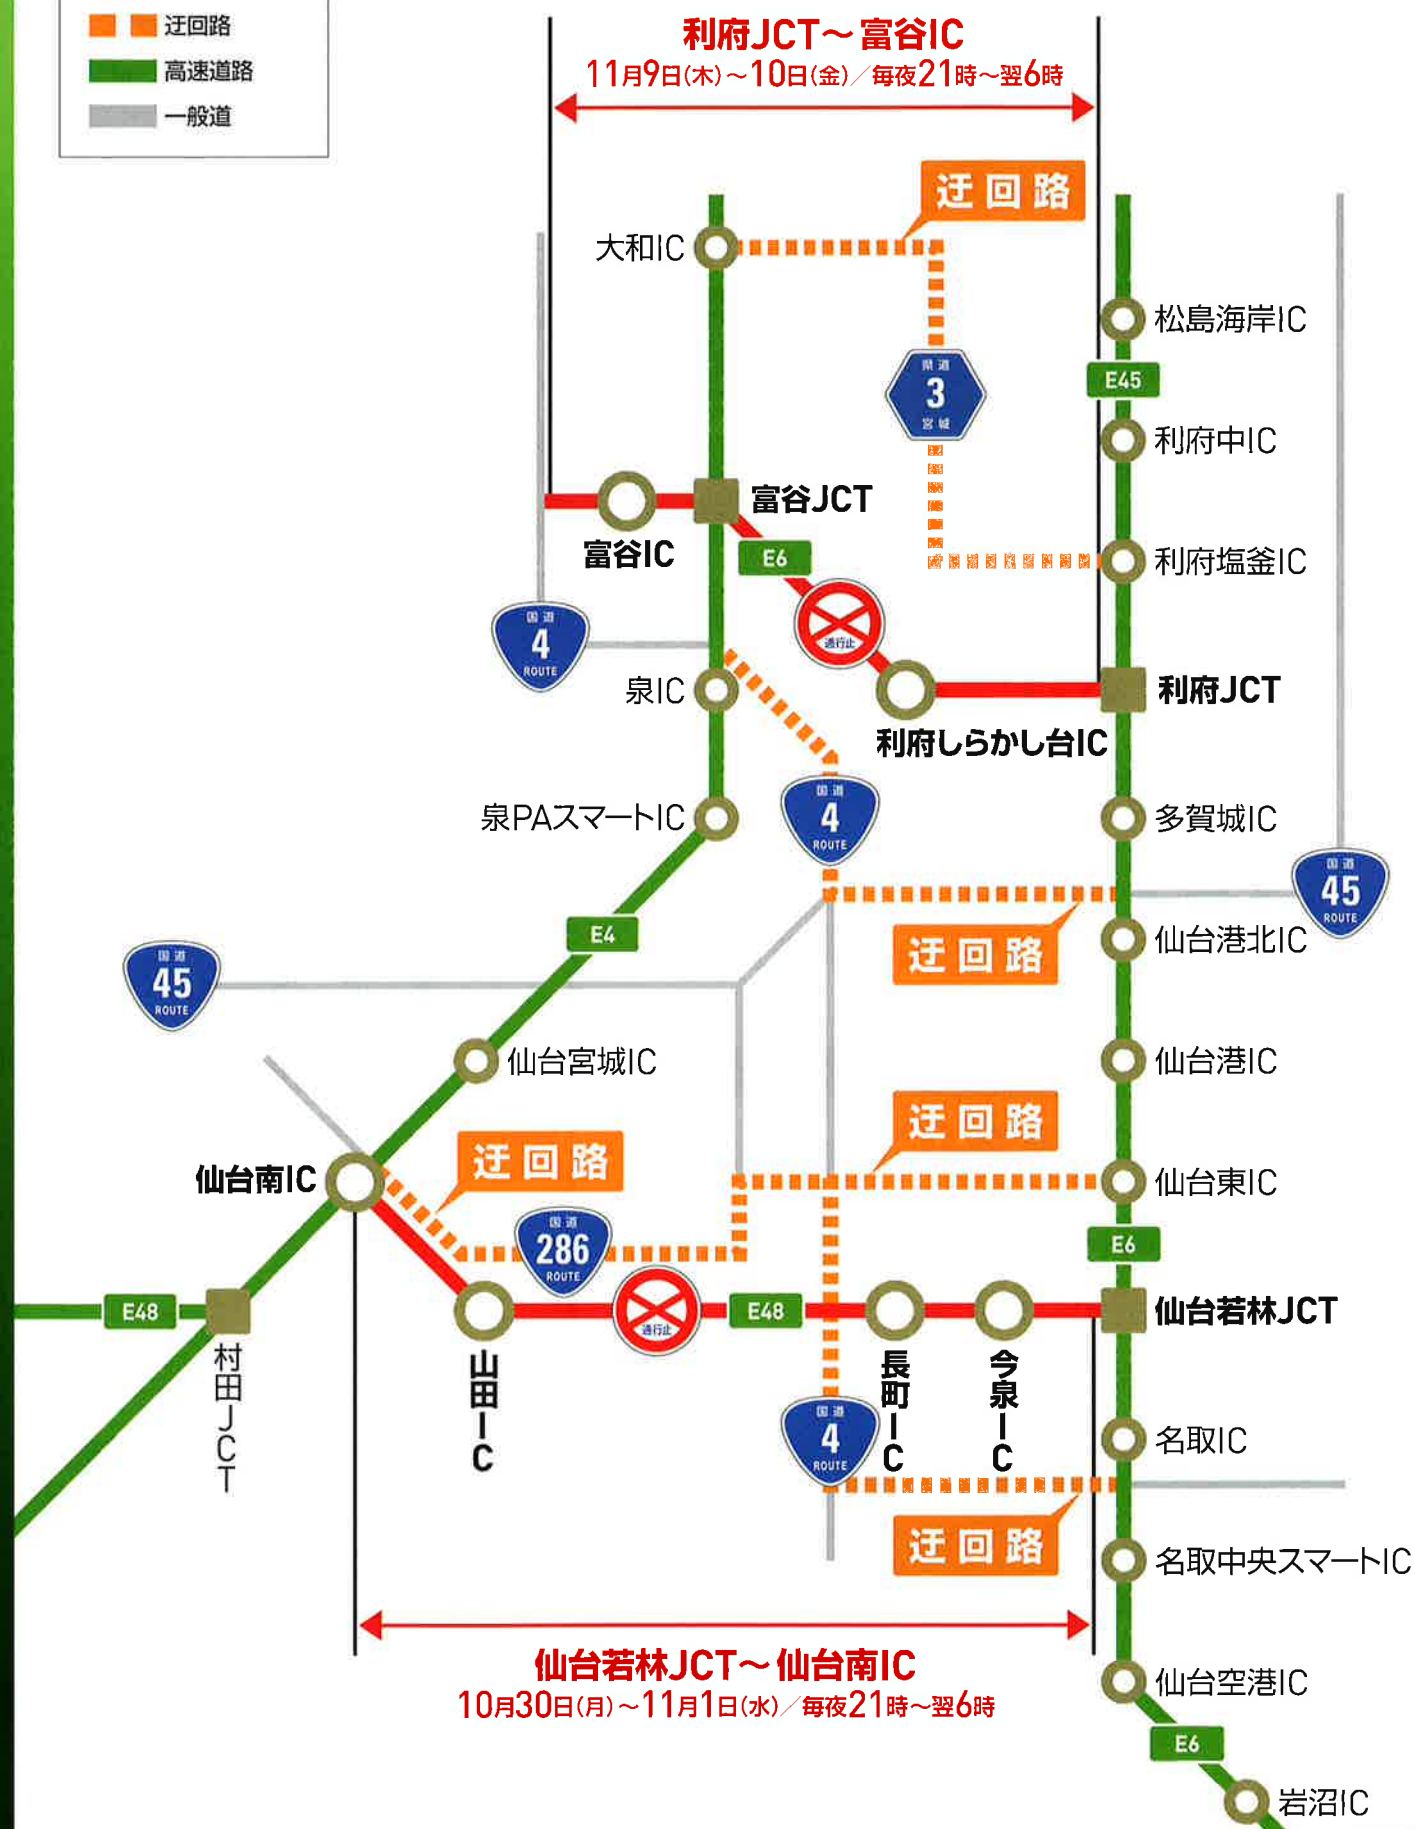 迂回路
高速道路
一般道
利府JCT～富谷IC
11月9日(木)～10日(金)／毎夜21時～翌6時
迂回路
大和IC
松島海岸IC
E45
県道
3
宮城
利府中IC
富谷JCT
富谷IC
E6
利府塩釜IC
国道
4
ROUTE
通行止
泉IC
利府JCT
利府しらかし台IC
国道
4
ROUTE
泉PAスマートIC
多賀城IC
国道
45
ROUTE
E4
迂回路
仙台港北IC
国道
45
ROUTE
仙台宮城IC
仙台港IC
迂回路
迂回路
仙台南IC
仙台東IC
国道
286
ROUTE
E6
E48
通行止
E48
仙台若林JCT
村田JCT
山田IC
長町IC
今泉IC
国道
4
ROUTE
名取IC
迂回路
名取中央スマートIC
仙台若林JCT～仙台南IC
10月30日(月)～11月1日(水)／毎夜21時～翌6時
仙台空港IC
E6
岩沼IC